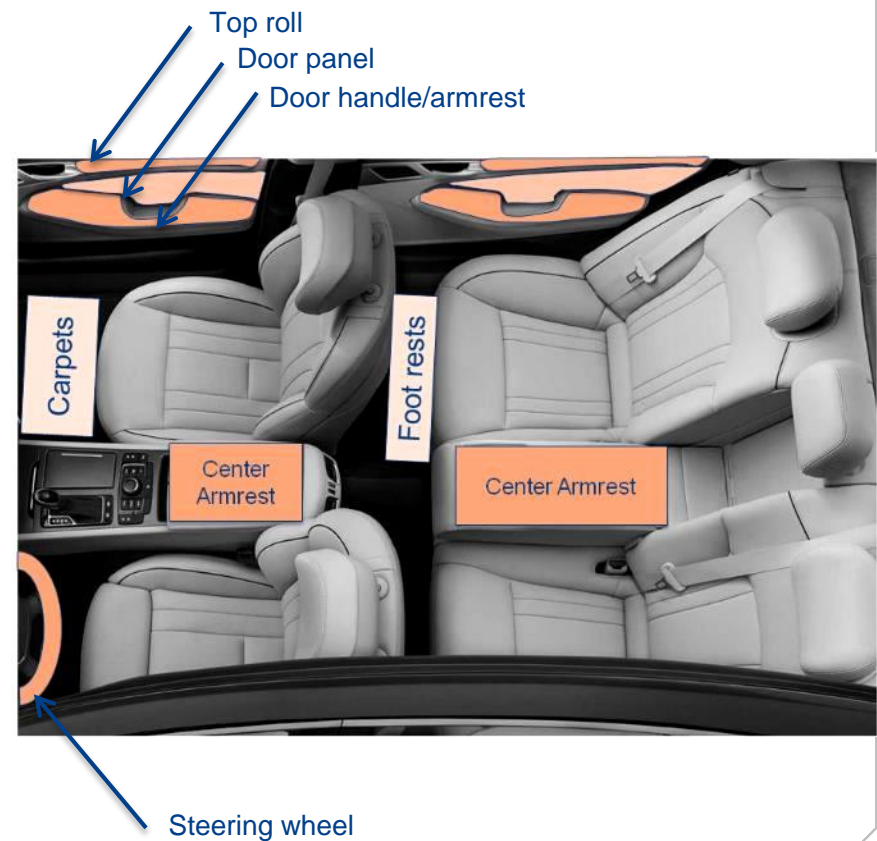 Top roll
Door panel
Door handle/armrest
Carpets
Foot rests
Center
Armrest
Center Armrest
Steering wheel